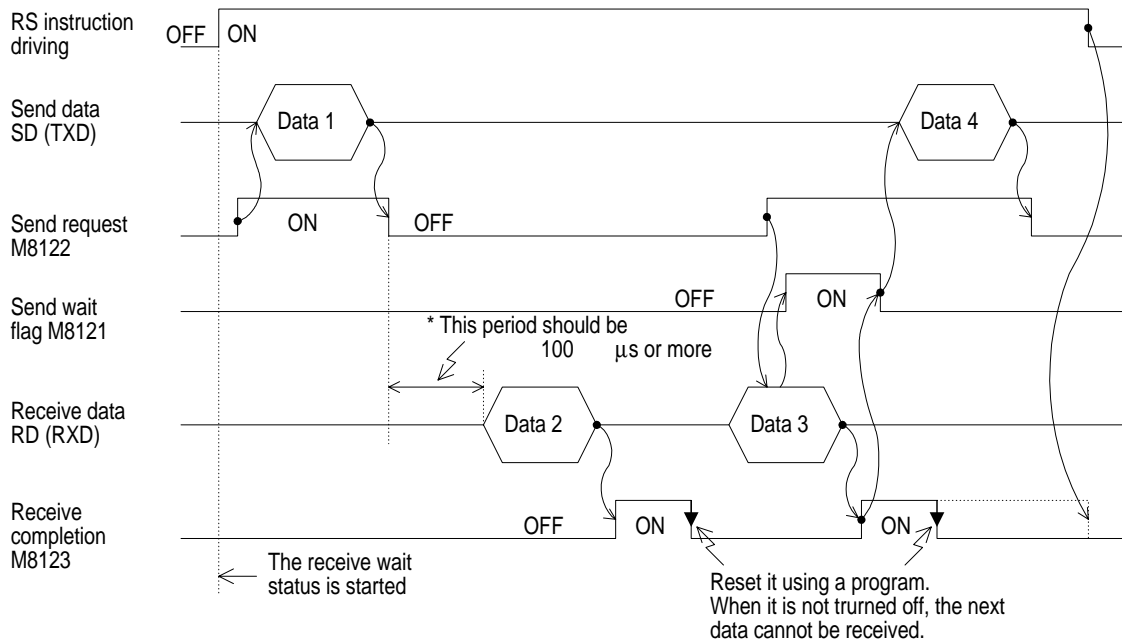 RS instruction
driving
OFF
ON
Send data
SD (TXD)
Data 1
Data 4
Send request
M8122
ON
OFF
Send wait
flag M8121
OFF
ON
* This period should be
100 μs or more
Receive data
RD (RXD)
Data 2
Data 3
Receive
completion
M8123
OFF
ON
ON
The receive wait
status is started
Reset it using a program.
When it is not trurned off, the next
data cannot be received.